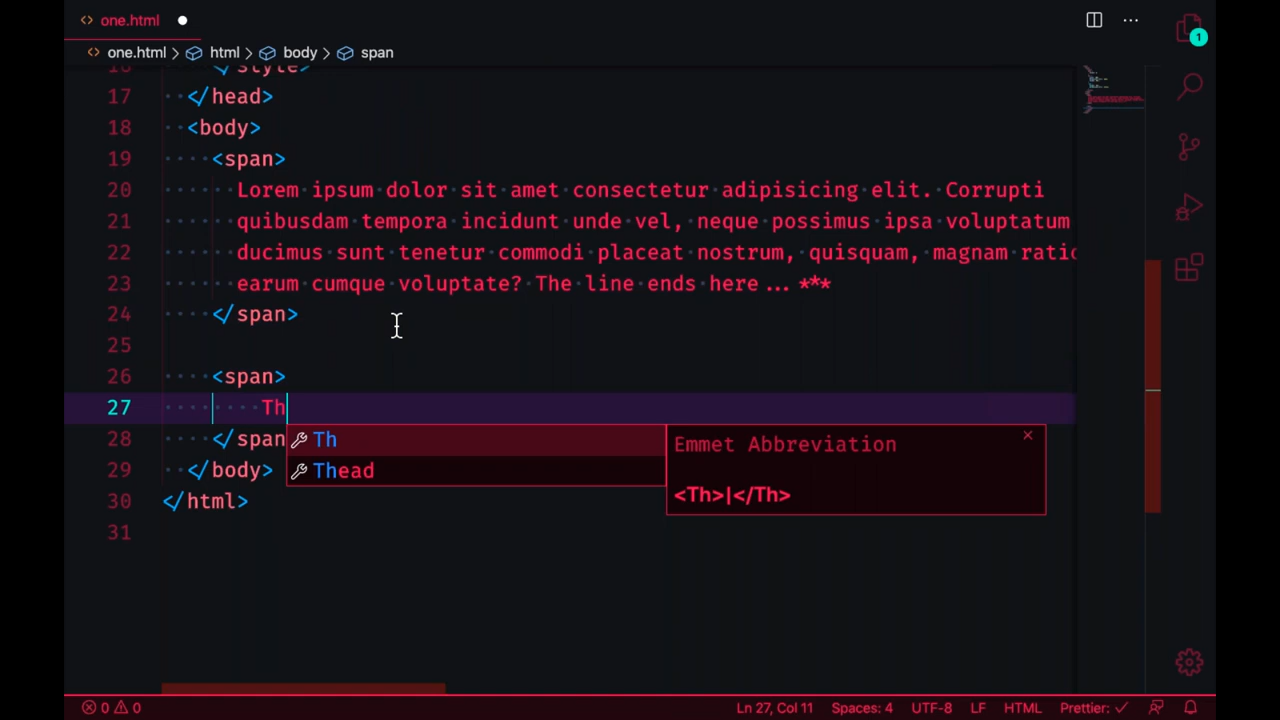 <> one.html
1
<> one.html > html > body > span
16 </style>
17 </head>
18 <body>
19 <span>
20 Lorem ipsum dolor sit amet consectetur adipisicing elit. Corrupti
21 quibusdam tempora incidunt unde vel, neque possimus ipsa voluptatum
22 ducimus sunt tenetur commodi placeat nostrum, quisquam, magnam
23 earum cumque voluptate? The line ends here... ***
24 </span>
25
26 <span>
27 Th
28 </span
29 </body>
30 </html>
31
Th
Thead
Emmet Abbreviation
<Th>|</Th>
0 0
Ln 27, Col 11 Spaces: 4 UTF-8 LF HTML Prettier: ✓